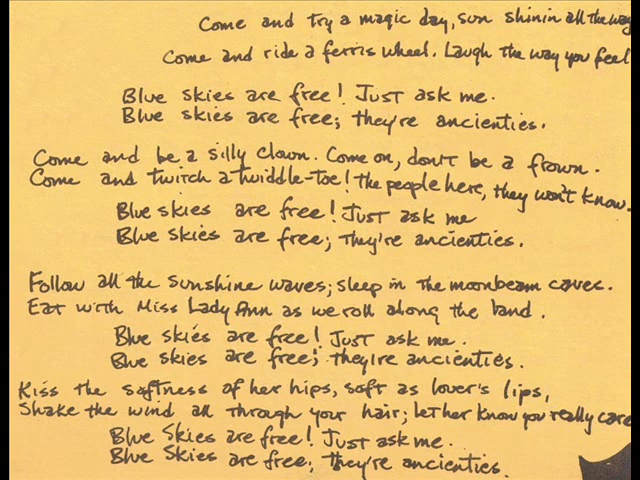 Come and try a magic day, sun shinin all the way
Come and ride a ferris wheel. Laugh the way you feel
Blue skies are free! Just ask me.
Blue skies are free; they're ancienties.
Come and be a silly clown. Come on, don't be a frown.
Come and twitch a twiddle-toe! the people here, they won't know.
Blue skies are free! Just ask me
Blue skies are free; they're ancienties.
Follow all the sunshine waves; sleep in the moonbeam caves.
Eat with Miss Lady Ann as we roll along the land.
Blue skies are free! Just ask me.
Blue skies are free; they're ancienties.
Kiss the softness of her hips, soft as lover's lips,
Shake the wind all through your hair; let her know you really care
Blue Skies are free! Just ask me.
Blue Skies are free; they're ancienties.